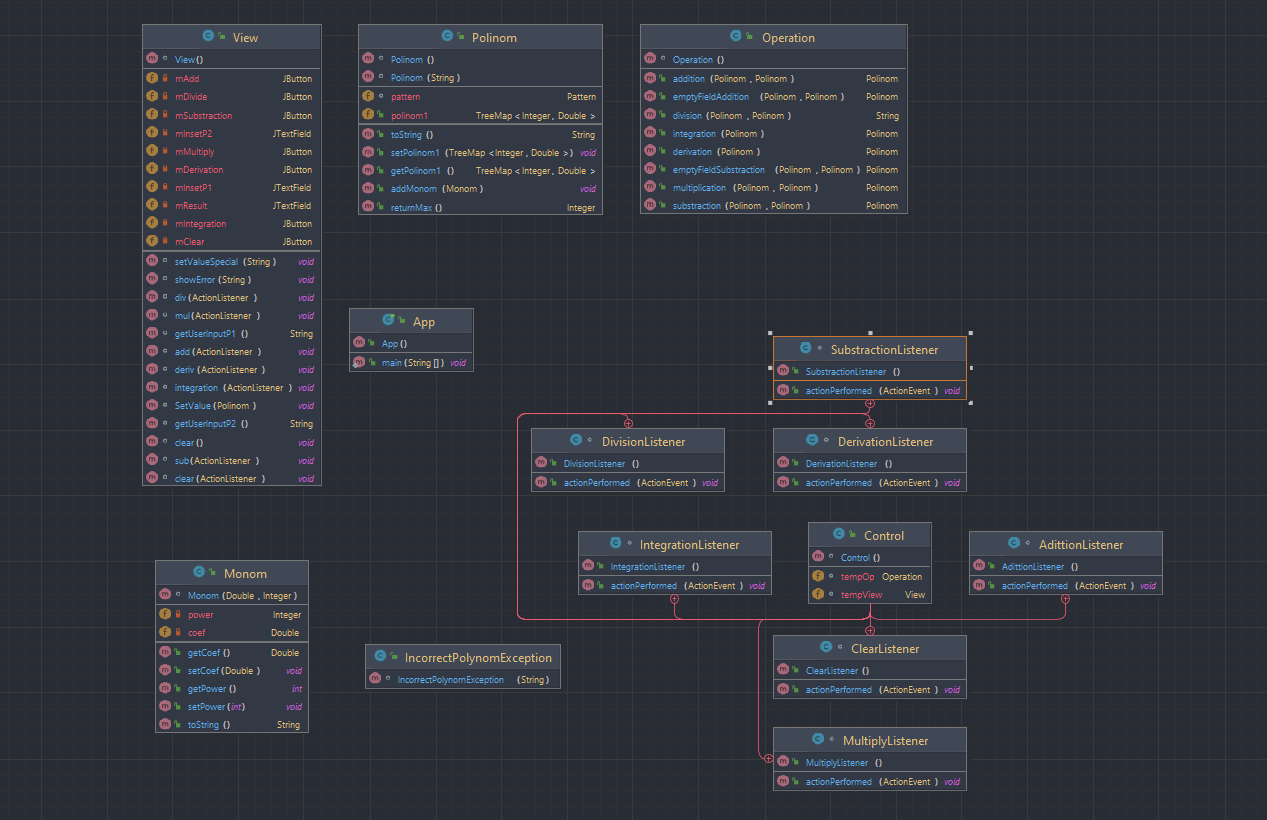 View
View()
mAdd JButton
mDivide JButton
mSubstraction JButton
mInsetP2 JTextField
mMultiply JButton
mDerivation JButton
mInsetP1 JTextField
mResult JTextField
mIntegration JButton
mClear JButton
setValueSpecial (String ) void
showError (String ) void
div (ActionListener ) void
mul (ActionListener ) void
getUserInputP1 () String
add (ActionListener ) void
deriv (ActionListener ) void
integration (ActionListener ) void
SetValue (Polinom ) void
getUserInputP2 () String
clear () void
sub (ActionListener ) void
clear (ActionListener ) void
Polinom
Polinom ()
Polinom (String )
pattern Pattern
polinom1 TreeMap < Integer , Double >
toString () String
setPolinom1 (TreeMap <Integer , Double >) void
getPolinom1 () TreeMap < Integer , Double >
addMonom (Monom ) void
returnMax () Integer
Operation
Operation ()
addition (Polinom , Polinom ) Polinom
emptyFieldAddition (Polinom , Polinom ) Polinom
division (Polinom , Polinom ) String
integration (Polinom ) Polinom
derivation (Polinom ) Polinom
emptyFieldSubstraction (Polinom , Polinom ) Polinom
multiplication (Polinom , Polinom ) Polinom
substraction (Polinom , Polinom ) Polinom
App
App ()
main (String []) void
SubstractionListener
SubstractionListener ()
actionPerformed (ActionEvent ) void
DivisionListener
DivisionListener ()
actionPerformed (ActionEvent ) void
DerivationListener
DerivationListener ()
actionPerformed (ActionEvent ) void
IntegrationListener
IntegrationListener ()
actionPerformed (ActionEvent ) void
Control
Control ()
tempOp Operation
tempView View
AdittionListener
AdittionListener ()
actionPerformed (ActionEvent ) void
Monom
Monom (Double , Integer )
power Integer
coef Double
getCoef () Double
setCoef (Double ) void
getPower () int
setPower (int) void
toString () String
IncorrectPolynomException
IncorrectPolynomException (String )
ClearListener
ClearListener ()
actionPerformed (ActionEvent ) void
MultiplyListener
MultiplyListener ()
actionPerformed (ActionEvent ) void